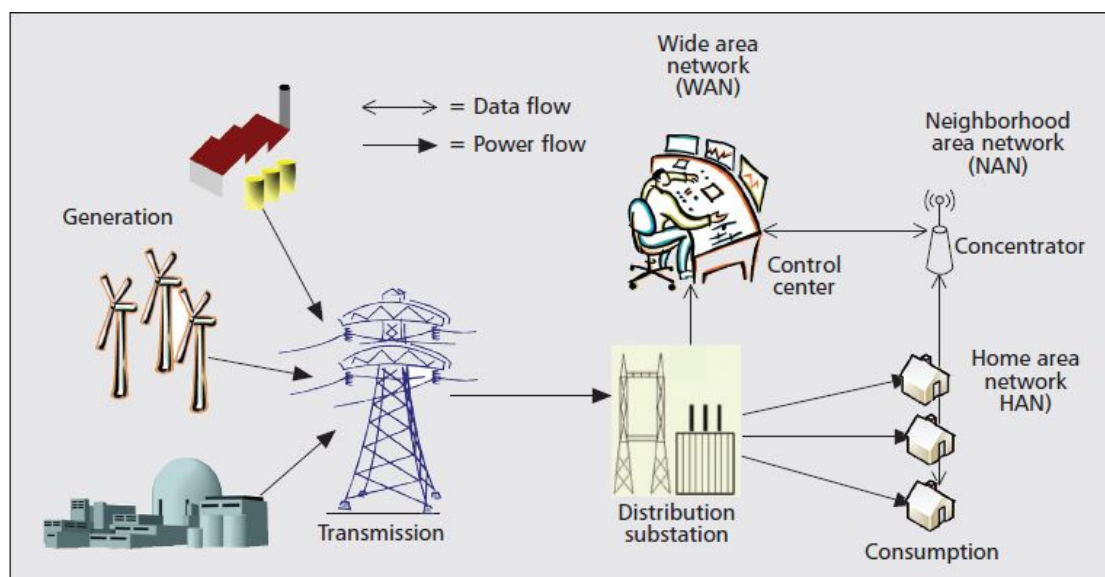 Wide area
network
(WAN)
= Data flow
= Power flow
Neighborhood
area network
(NAN)
Generation
Concentrator
Control
center
Home area
network
HAN)
Transmission
Distribution
substation
Consumption